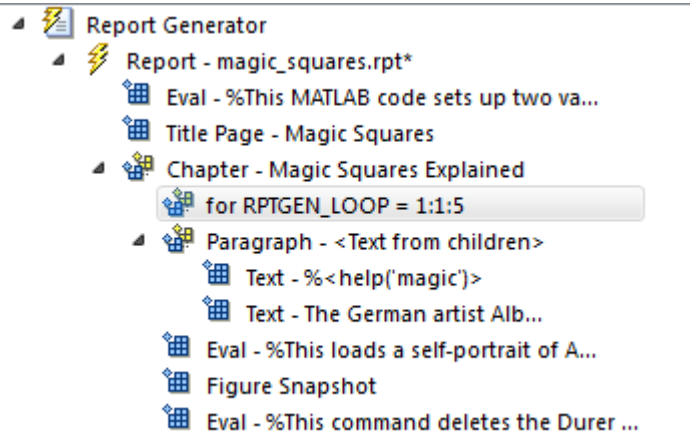 Report Generator
Report - magic_squares.rpt*
Eval - %This MATLAB code sets up two va...
Title Page - Magic Squares
Chapter - Magic Squares Explained
for RPTGEN_LOOP = 1:1:5
Paragraph - <Text from children>
Text - %<help('magic')>
Text - The German artist Alb...
Eval - %This loads a self-portrait of A...
Figure Snapshot
Eval - %This command deletes the Durer ...